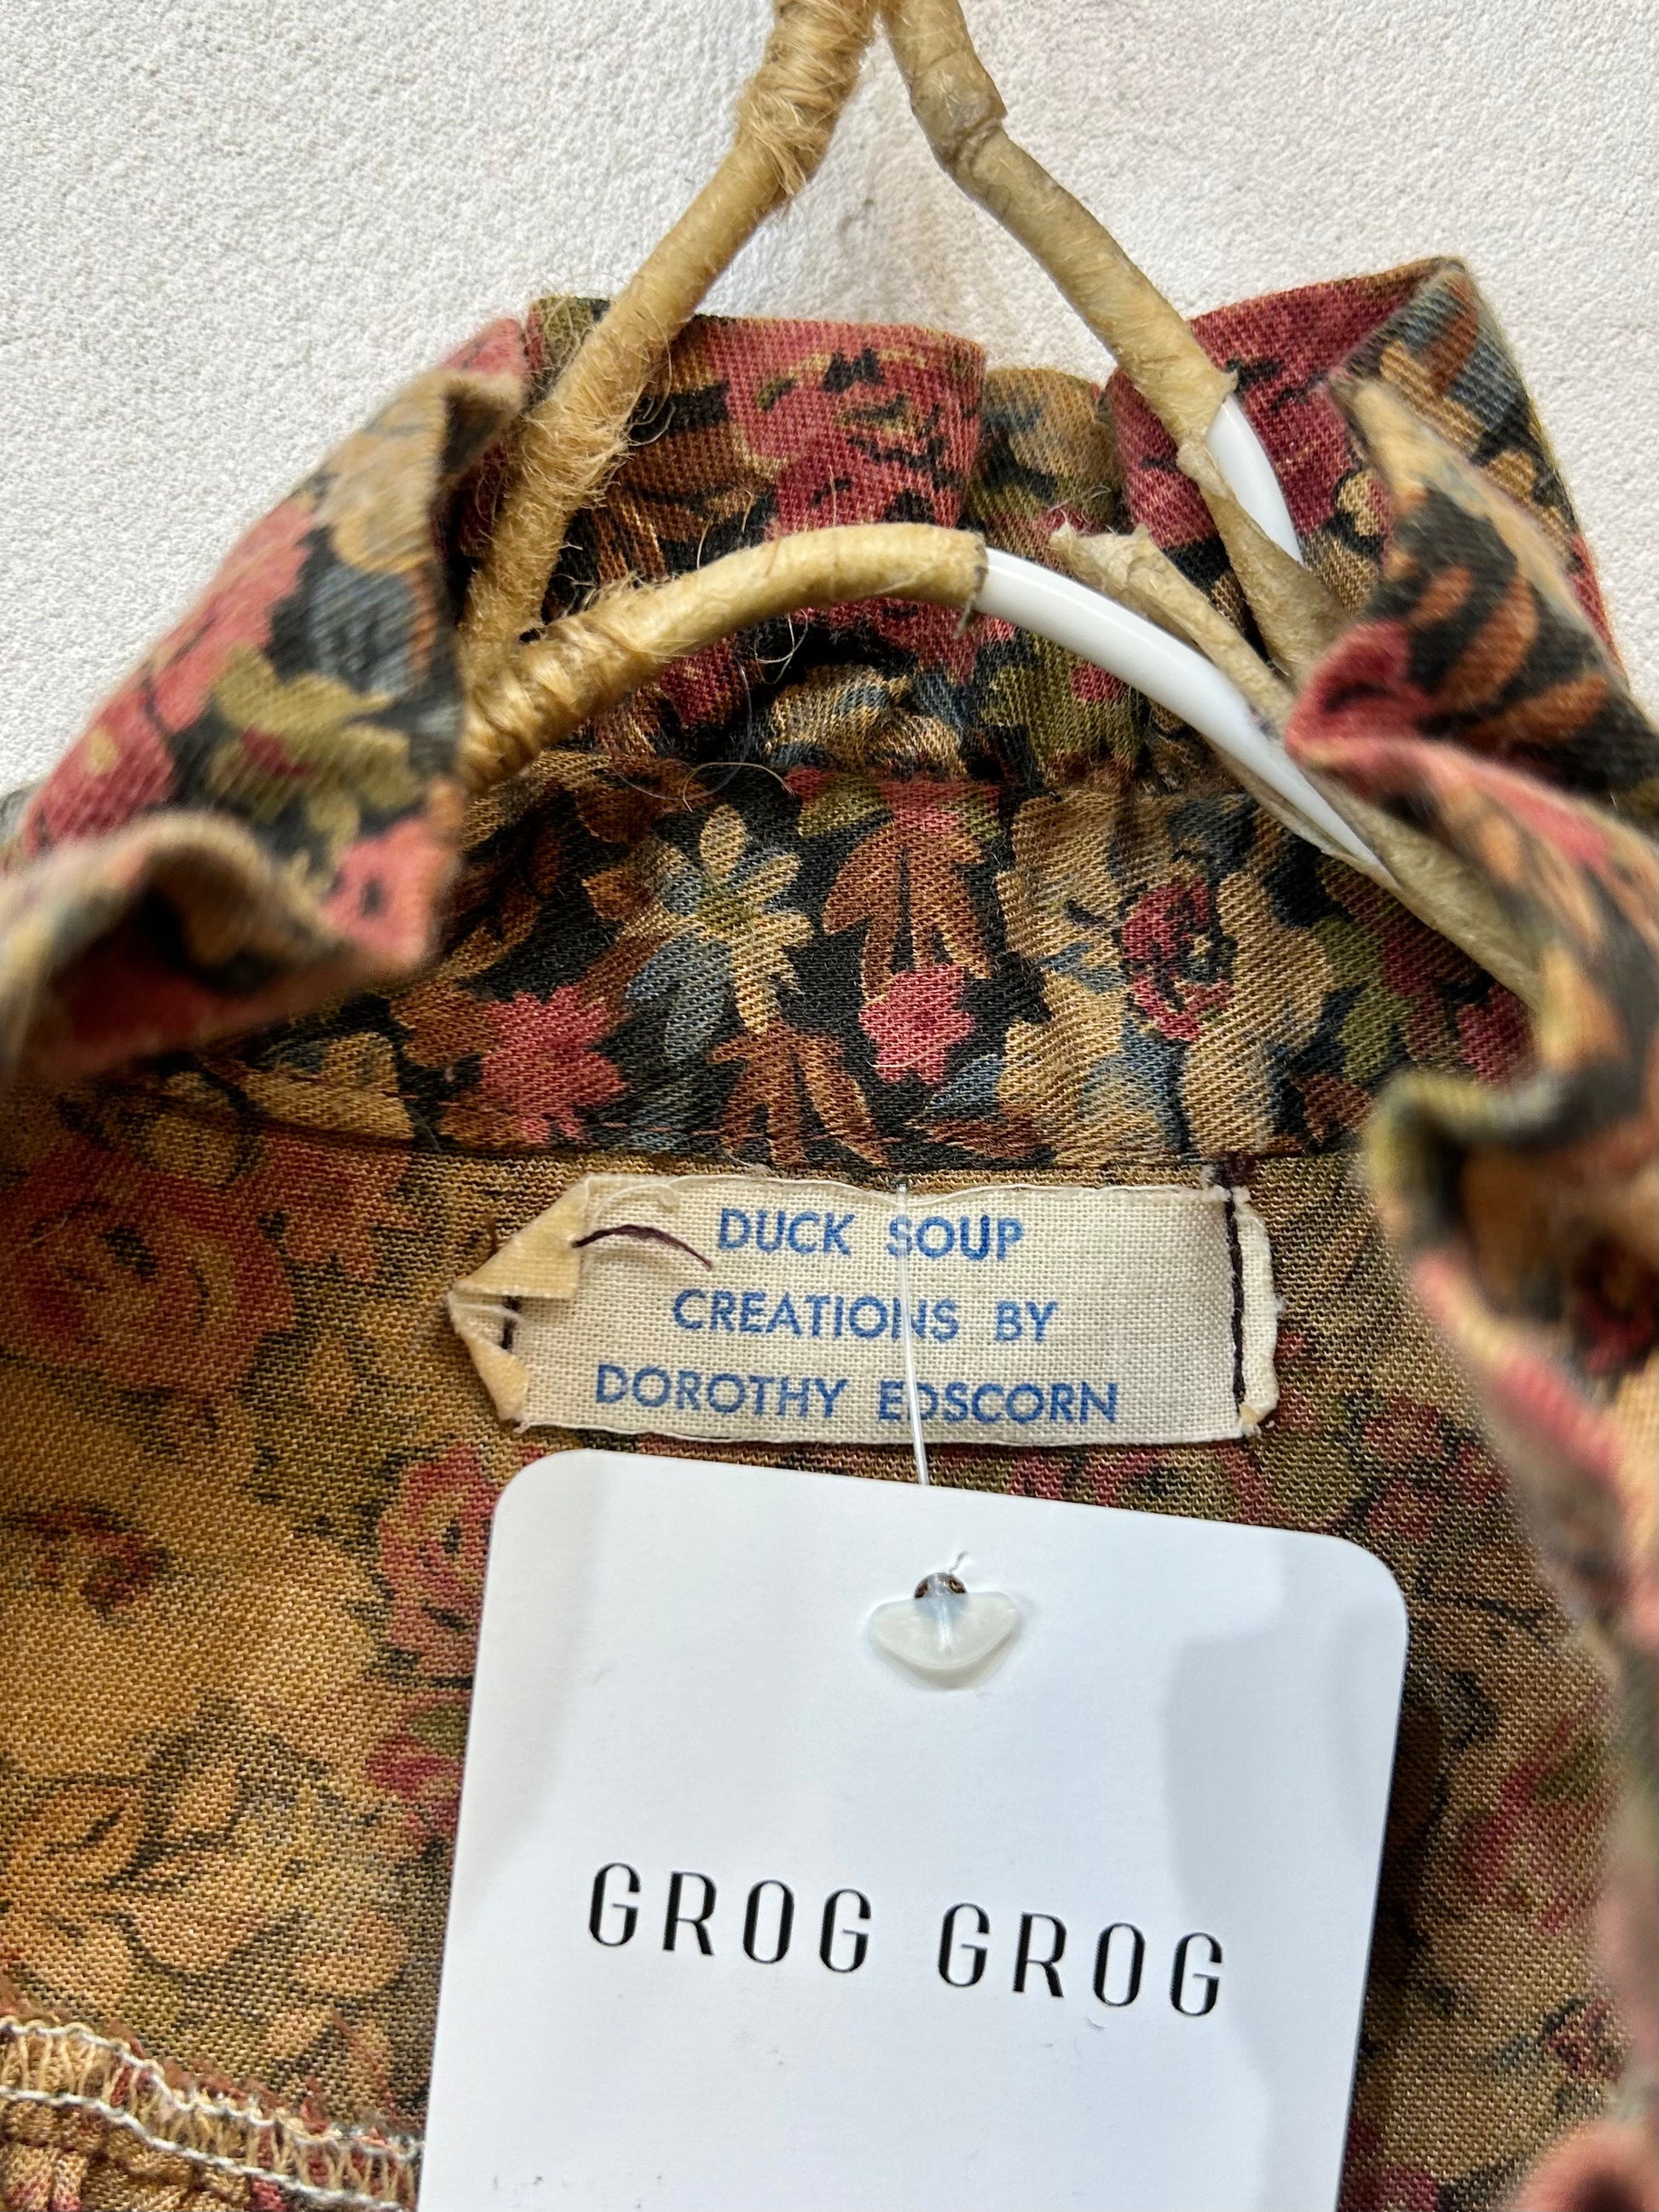 DUCK SOUP
CREATIONS BY
DOROTHY EDSCORN
GROG GROG